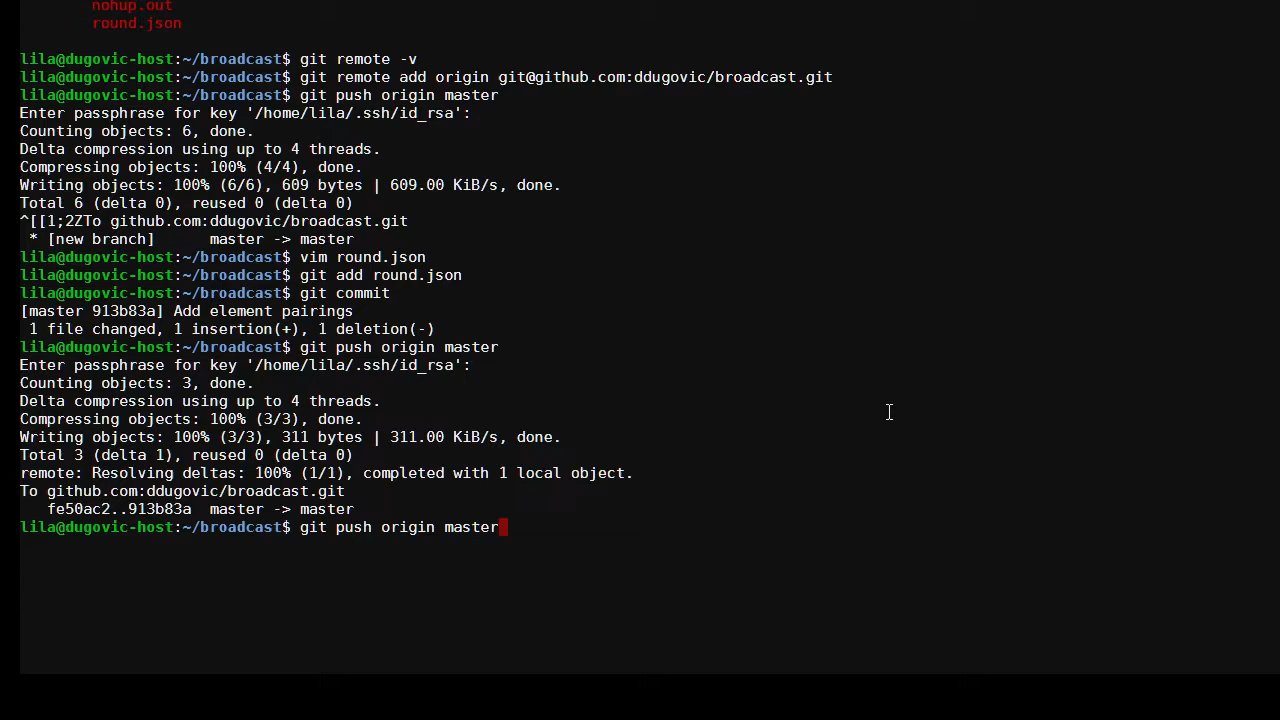 nohup.out
round.json
lila@dugovic-host:~/broadcast$ git remote -v
lila@dugovic-host:~/broadcast$ git remote add origin git@github.com:ddugovic/broadcast.git
lila@dugovic-host:~/broadcast$ git push origin master
Enter passphrase for key '/home/lila/.ssh/id_rsa':
Counting objects: 6, done.
Delta compression using up to 4 threads.
Compressing objects: 100% (4/4), done.
Writing objects: 100% (6/6), 609 bytes | 609.00 KiB/s, done.
Total 6 (delta 0), reused 0 (delta 0)
^[[1;2ZTo github.com:ddugovic/broadcast.git
 * [new branch]      master -> master
lila@dugovic-host:~/broadcast$ vim round.json
lila@dugovic-host:~/broadcast$ git add round.json
lila@dugovic-host:~/broadcast$ git commit
[master 913b83a] Add element pairings
 1 file changed, 1 insertion(+), 1 deletion(-)
lila@dugovic-host:~/broadcast$ git push origin master
Enter passphrase for key '/home/lila/.ssh/id_rsa':
Counting objects: 3, done.
Delta compression using up to 4 threads.
Compressing objects: 100% (3/3), done.
Writing objects: 100% (3/3), 311 bytes | 311.00 KiB/s, done.
Total 3 (delta 1), reused 0 (delta 0)
remote: Resolving deltas: 100% (1/1), completed with 1 local object.
To github.com:ddugovic/broadcast.git
   fe50ac2..913b83a  master -> master
lila@dugovic-host:~/broadcast$ git push origin master